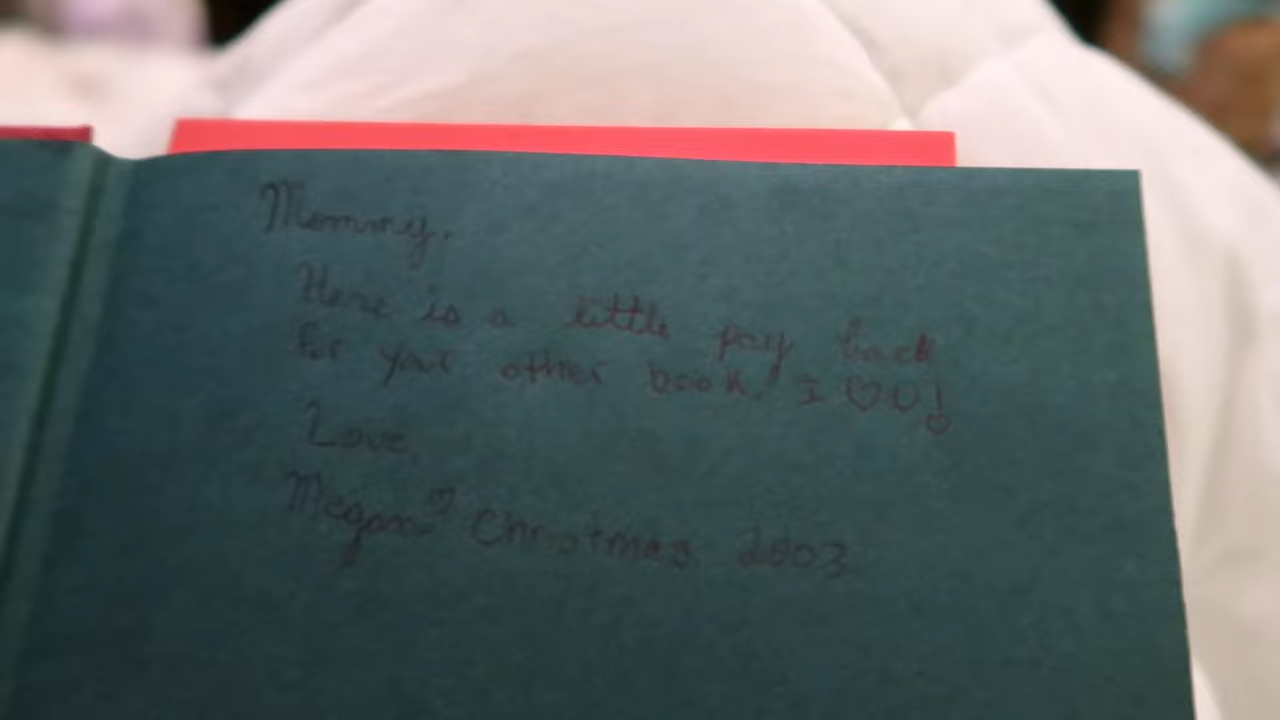 Mommy,
Here is a little pay back
for your other book! I ♡ U!
Love,
Megan ♡ Christmas 2003